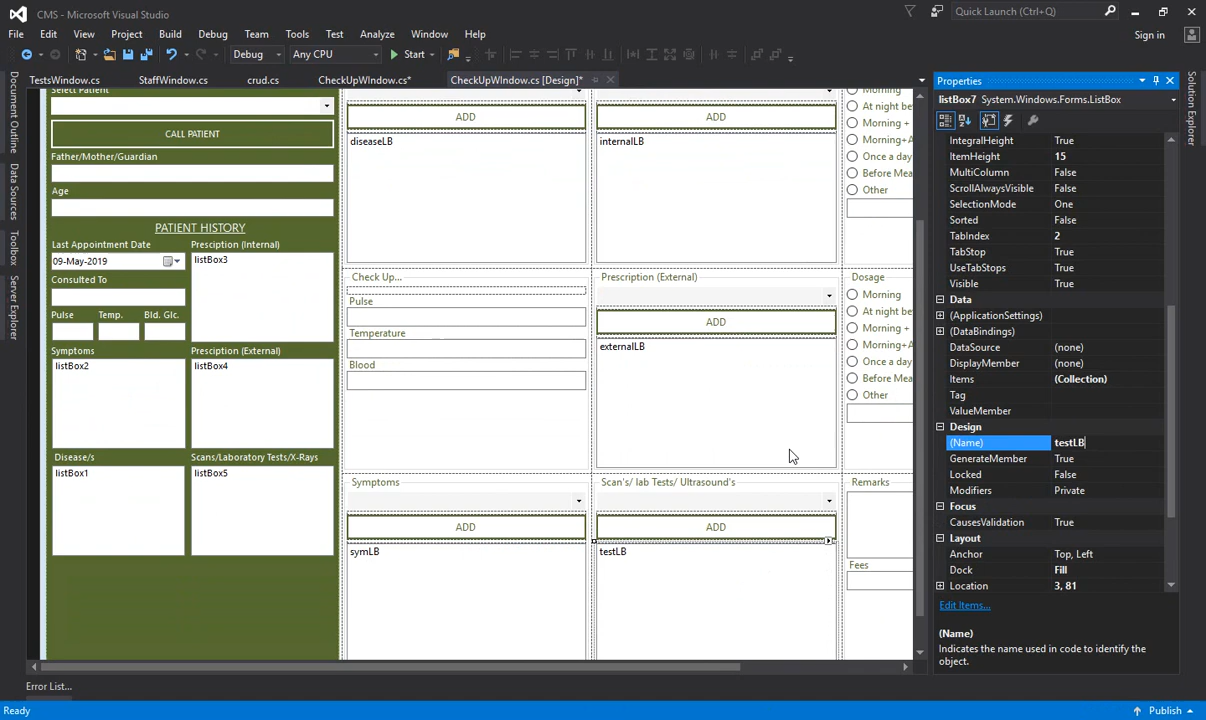 CMS - Microsoft Visual Studio
Quick Launch (Ctrl+Q)
File Edit View Project Build Debug Team Tools Test Analyze Window Help
Sign in
Debug Any CPU Start
TestsWindow.cs StaffWindow.cs crud.cs CheckUpWIndow.cs* CheckUpWIndow.cs [Design]*
Document Outline
Data Sources
Toolbox
Server Explorer
Solution Explorer
Select Patient
CALL PATIENT
Father/Mother/Guardian
Age
PATIENT HISTORY
Last Appointment Date
09-May-2019
Consulted To
Pulse Temp. Bld. Glc.
Symptoms
listBox2
Disease/s
listBox1
Presciption (Internal)
listBox3
Presciption (External)
listBox4
Scans/Laboratory Tests/X-Rays
listBox5
ADD
diseaseLB
Check Up...
Pulse
Temperature
Blood
Symptoms
ADD
symLB
ADD
internalLB
Prescription (External)
ADD
externalLB
Scan's/ lab Tests/ Ultrasound's
ADD
testLB
Morning
At night be
Morning +
Morning+A
Once a day
Before Mea
Other
Dosage
Morning
At night be
Morning +
Morning+A
Once a day
Before Mea
Other
Remarks
Fees
Properties
listBox7 System.Windows.Forms.ListBox
IntegralHeight True
ItemHeight 15
MultiColumn False
ScrollAlwaysVisible False
SelectionMode One
Sorted False
TabIndex 2
TabStop True
UseTabStops True
Visible True
Data
(ApplicationSettings)
(DataBindings)
DataSource (none)
DisplayMember (none)
Items (Collection)
Tag
ValueMember
Design
(Name) testLB
GenerateMember True
Locked False
Modifiers Private
Focus
CausesValidation True
Layout
Anchor Top, Left
Dock Fill
Location 3, 81
Edit Items...
(Name)
Indicates the name used in code to identify the
object.
Error List...
Ready
Publish